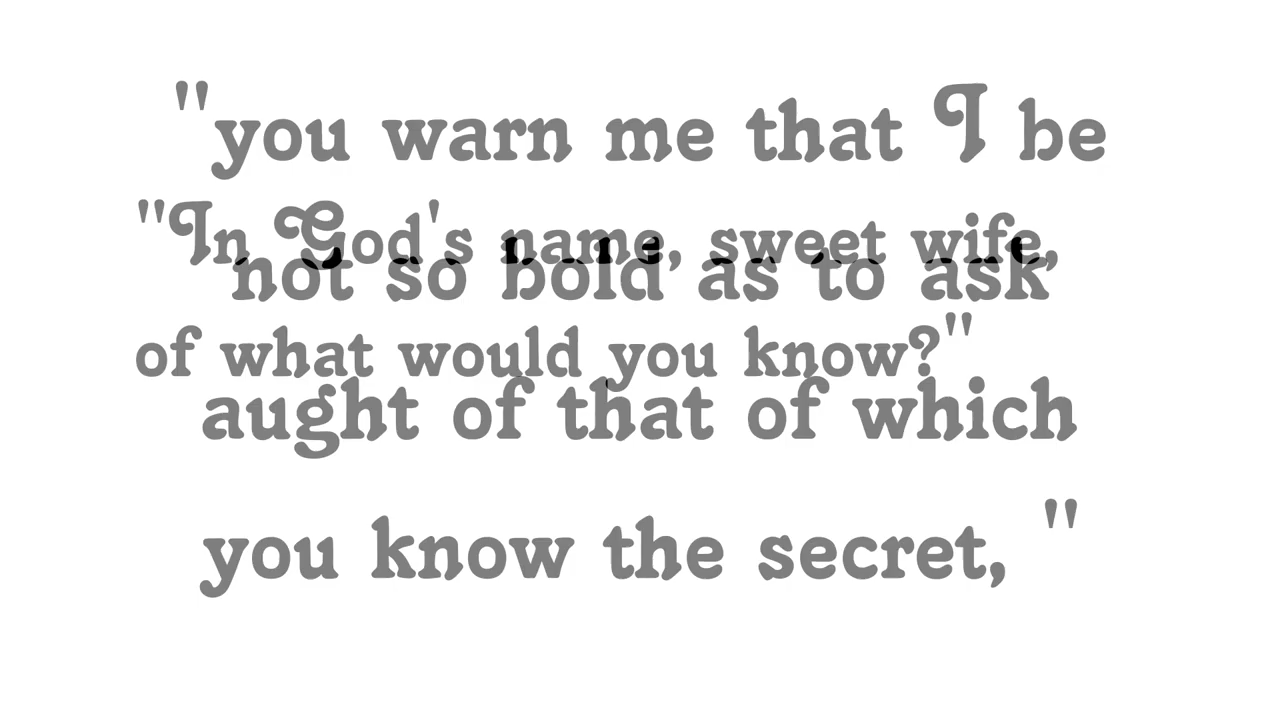 "you warn me that I be
"In God's name, sweet wife,
not so bold as to ask
of what would you know?"
aught of that of which
you know the secret, "